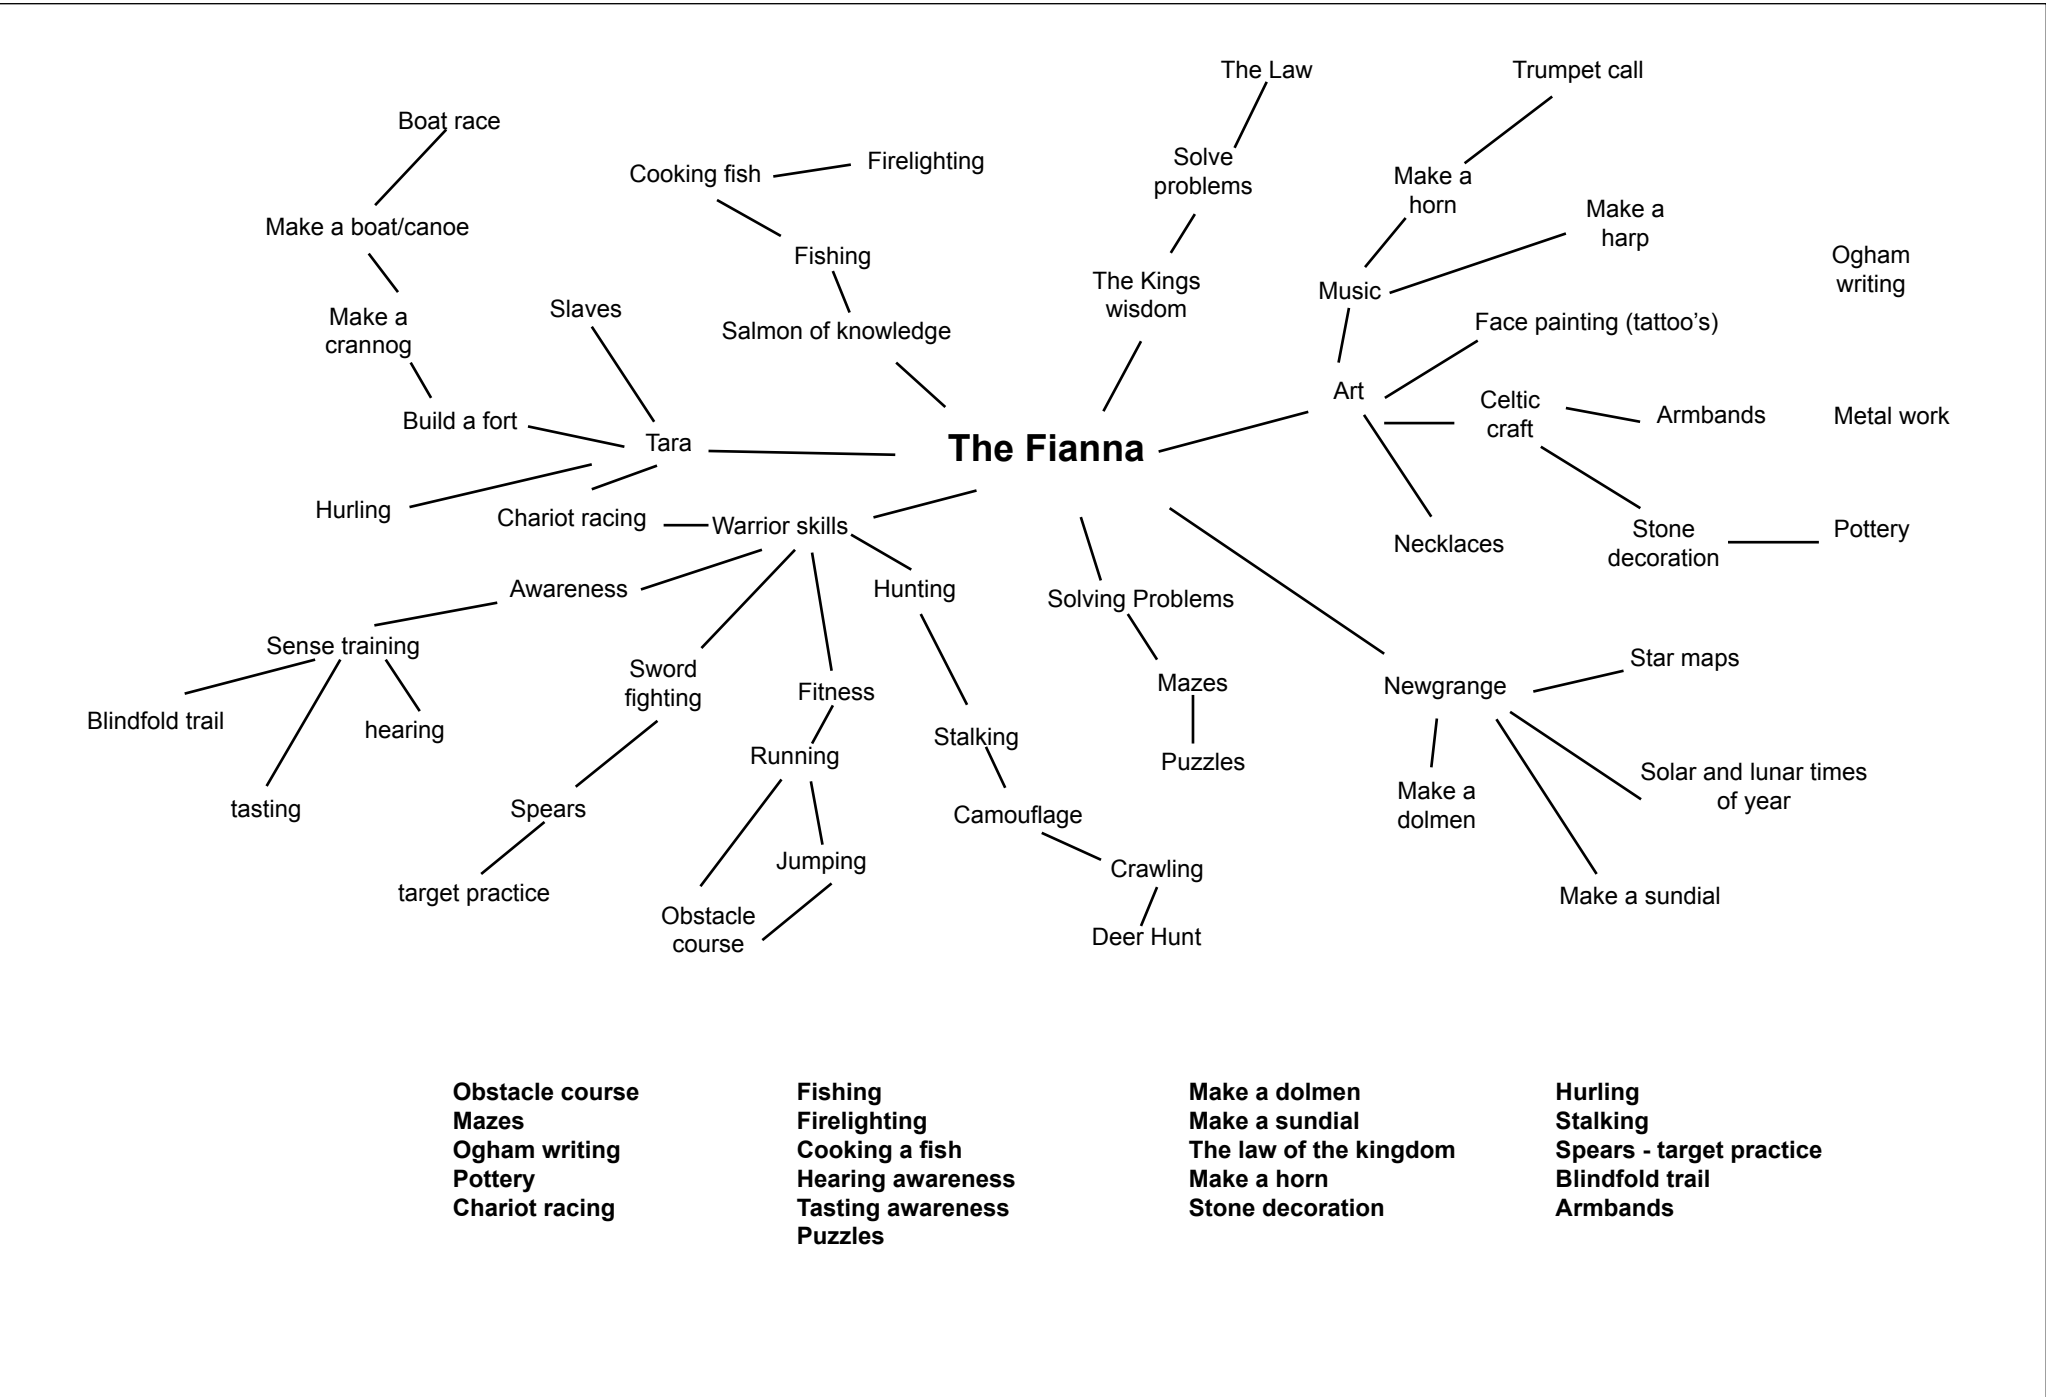 The Law
Trumpet call
Boat race
Cooking fish
Firelighting
Solve
problems
Make a
horn
Make a
harp
Make a boat/canoe
Fishing
Ogham
writing
The Kings
wisdom
Music
Make a
crannog
Slaves
Salmon of knowledge
Face painting (tattoo's)
Art
Celtic
craft
Armbands
Metal work
Build a fort
Tara
The Fianna
Hurling
Chariot racing
Warrior skills
Necklaces
Stone
decoration
Pottery
Awareness
Hunting
Solving Problems
Sense training
Sword
fighting
Fitness
Mazes
Newgrange
Star maps
Blindfold trail
hearing
Running
Stalking
Puzzles
Make a
dolmen
Solar and lunar times
of year
tasting
Spears
Camouflage
Jumping
Crawling
target practice
Obstacle
course
Deer Hunt
Make a sundial
Obstacle course
Mazes
Ogham writing
Pottery
Chariot racing
Fishing
Firelighting
Cooking a fish
Hearing awareness
Tasting awareness
Puzzles
Make a dolmen
Make a sundial
The law of the kingdom
Make a horn
Stone decoration
Hurling
Stalking
Spears - target practice
Blindfold trail
Armbands